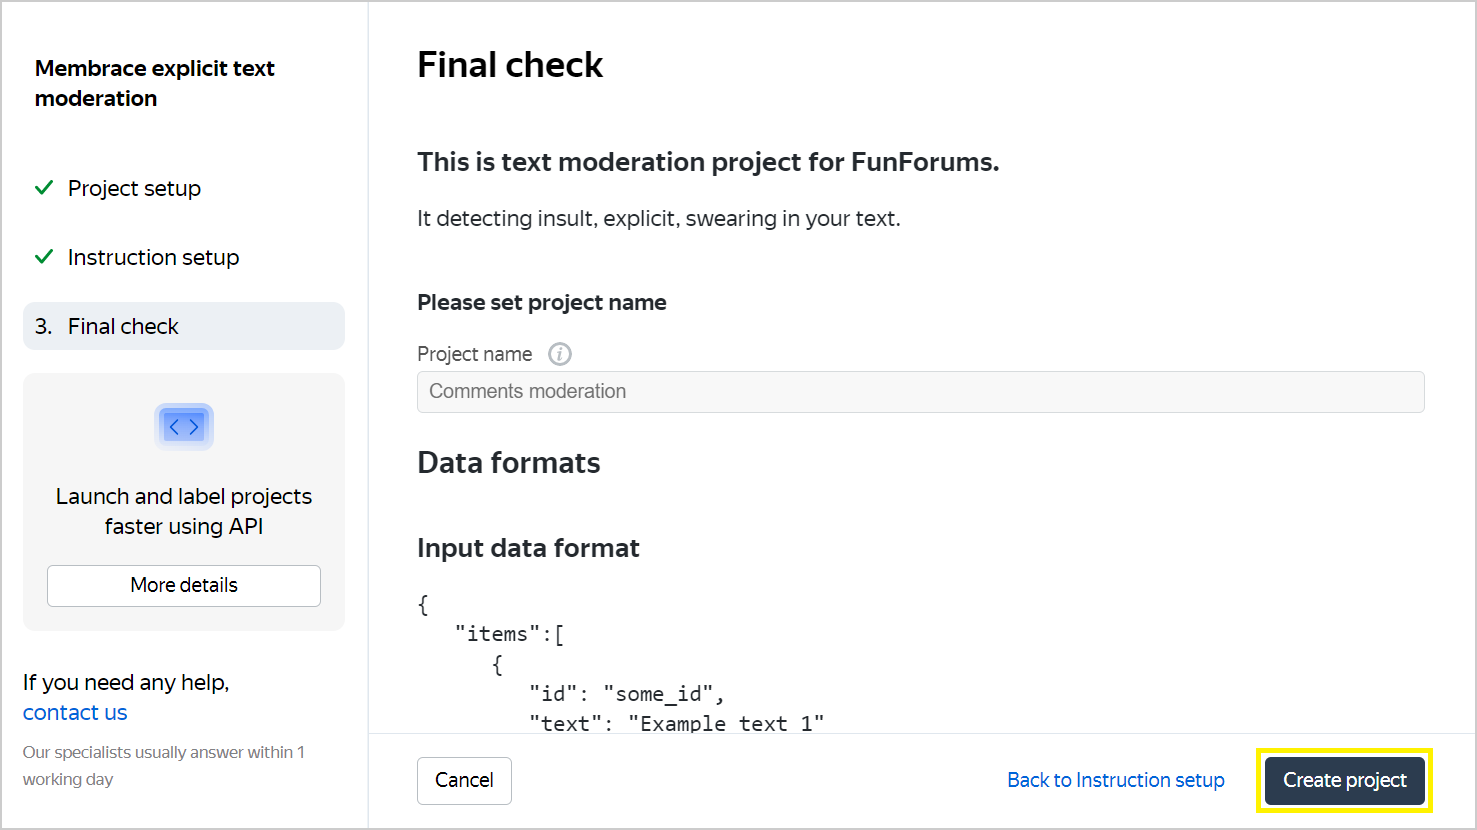 Membrace explicit text
moderation
Project setup
Instruction setup
3. Final check
< >
Launch and label projects
faster using API
More details
If you need any help,
contact us
Our specialists usually answer within 1
working day
Final check
This is text moderation project for FunForums.
It detecting insult, explicit, swearing in your text.
Please set project name
Project name i
Comments moderation
Data formats
Input data format
{
"items":[
{
"id": "some_id",
"text": "Example text 1"
Cancel
Back to Instruction setup
Create project